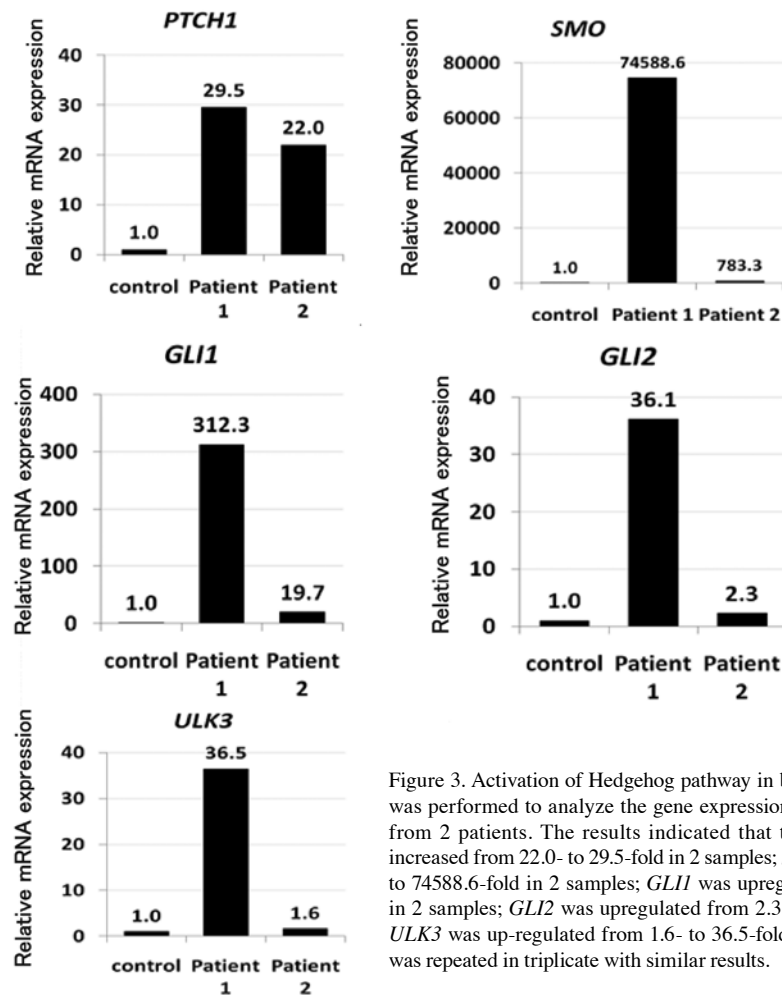 PTCH1
Relative mRNA expression
40
30
20
10
0
1.0
29.5
22.0
control Patient Patient
1 2
SMO
Relative mRNA expression
80000
60000
40000
20000
0
1.0
74588.6
783.3
control Patient 1 Patient 2
GLI1
Relative mRNA expression
400
300
200
100
0
1.0
312.3
19.7
control Patient Patient
1 2
GLI2
Relative mRNA expression
40
30
20
10
0
1.0
36.1
2.3
control Patient Patient
1 2
ULK3
Relative mRNA expression
40
30
20
10
0
1.0
36.5
1.6
control Patient Patient
1 2
Figure 3. Activation of Hedgehog pathway in
was performed to analyze the gene expression
from 2 patients. The results indicated that
increased from 22.0- to 29.5-fold in 2 samples;
to 74588.6-fold in 2 samples; GLI1 was upreg
in 2 samples; GLI2 was upregulated from 2.3
ULK3 was up-regulated from 1.6- to 36.5-fold
was repeated in triplicate with similar results.